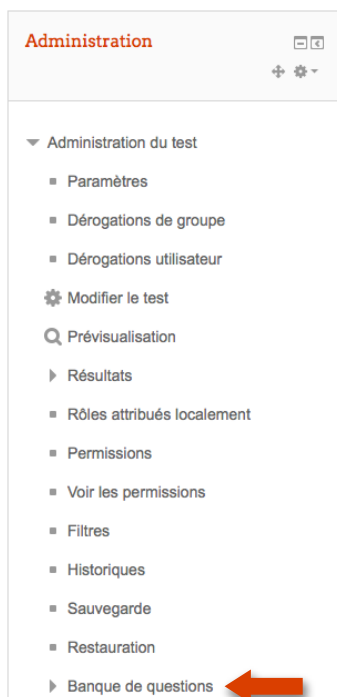 Administration
Administration du test
Paramètres
Dérogations de groupe
Dérogations utilisateur
Modifier le test
Prévisualisation
Résultats
Rôles attribués localement
Permissions
Voir les permissions
Filtres
Historiques
Sauvegarde
Restauration
Banque de questions